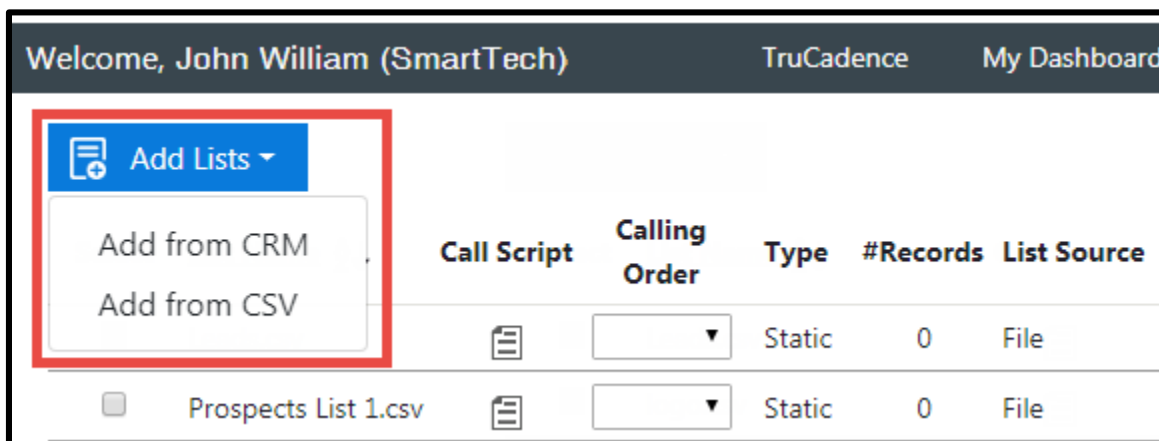 Welcome, John William (SmartTech) TruCadence My Dashboard
Add Lists
Add from CRM
Add from CSV
Call Script Calling Order Type #Records List Source
Static 0 File
Prospects List 1.csv Static 0 File